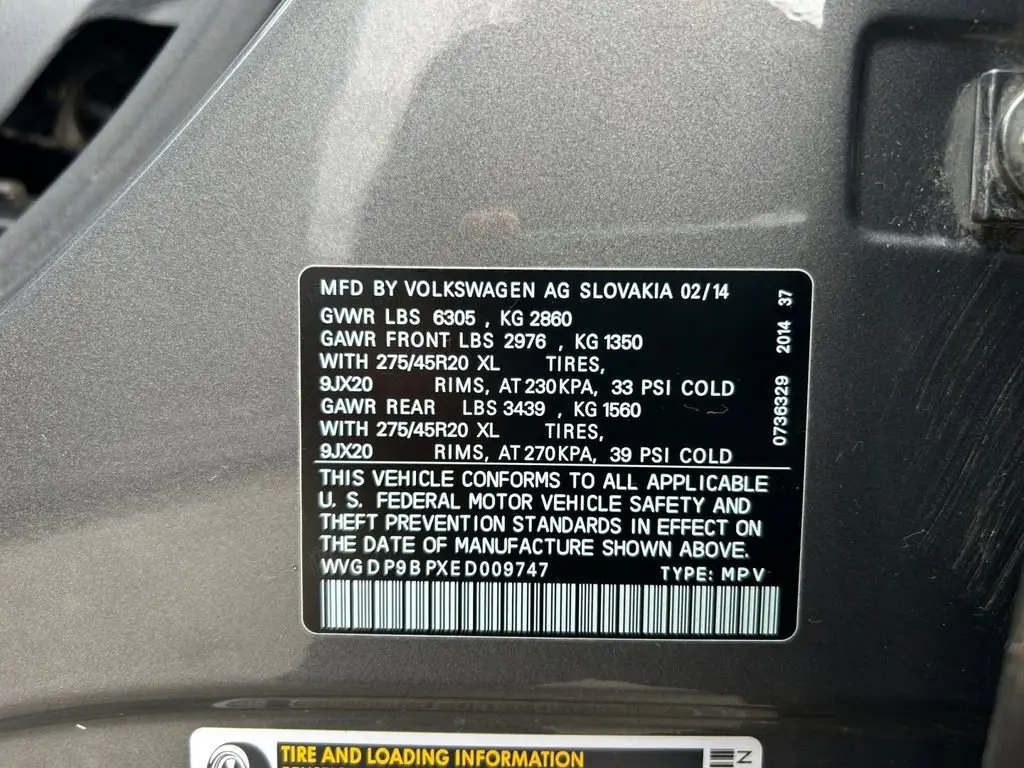 MFD BY VOLKSWAGEN AG SLOVAKIA 02/14
GVWR LBS 6305 , KG 2860
GAWR FRONT LBS 2976 , KG 1350
WITH 275/45R20 XL TIRES,
9JX20 RIMS, AT 230KPA, 33 PSI COLD
GAWR REAR LBS 3439 , KG 1560
WITH 275/45R20 XL TIRES,
9JX20 RIMS, AT 270KPA, 39 PSI COLD
THIS VEHICLE CONFORMS TO ALL APPLICABLE
U. S. FEDERAL MOTOR VEHICLE SAFETY AND
THEFT PREVENTION STANDARDS IN EFFECT ON
THE DATE OF MANUFACTURE SHOWN ABOVE.
WVGDP9BPXED009747 TYPE: MPV
0736329 2014 37
TIRE AND LOADING INFORMATION
N